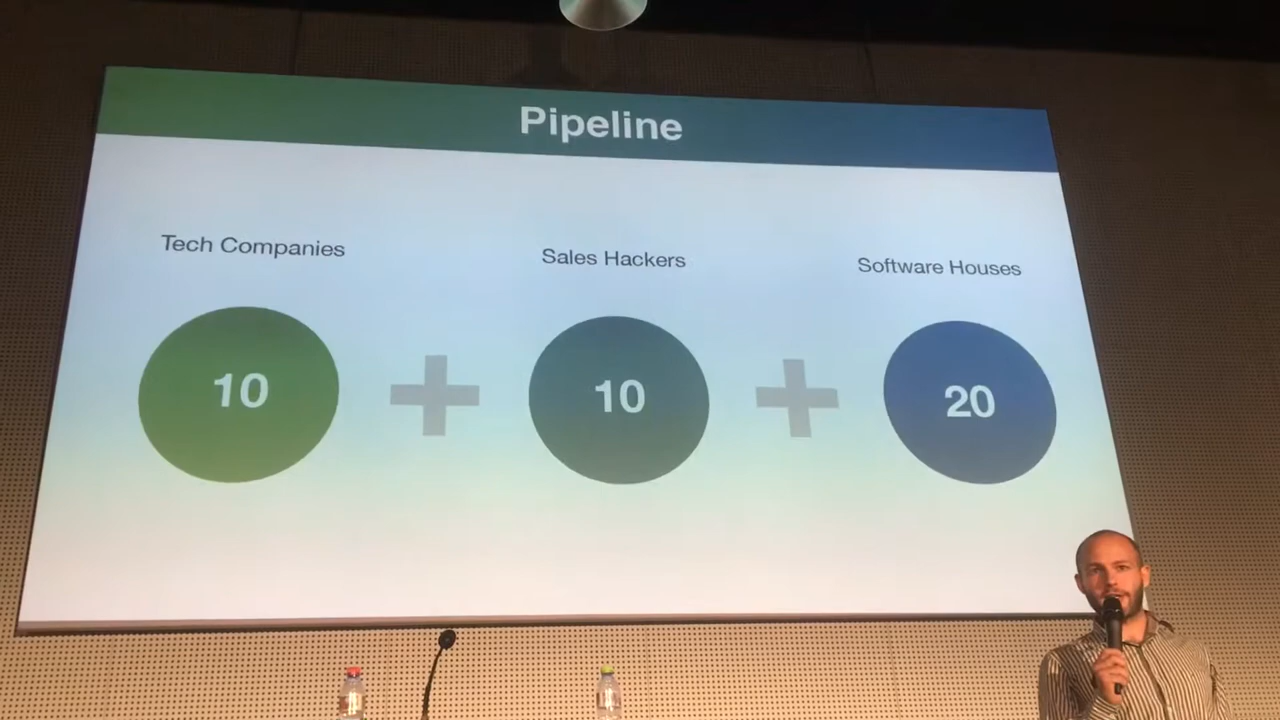 Pipeline
Tech Companies
Sales Hackers
Software Houses
10
10
20